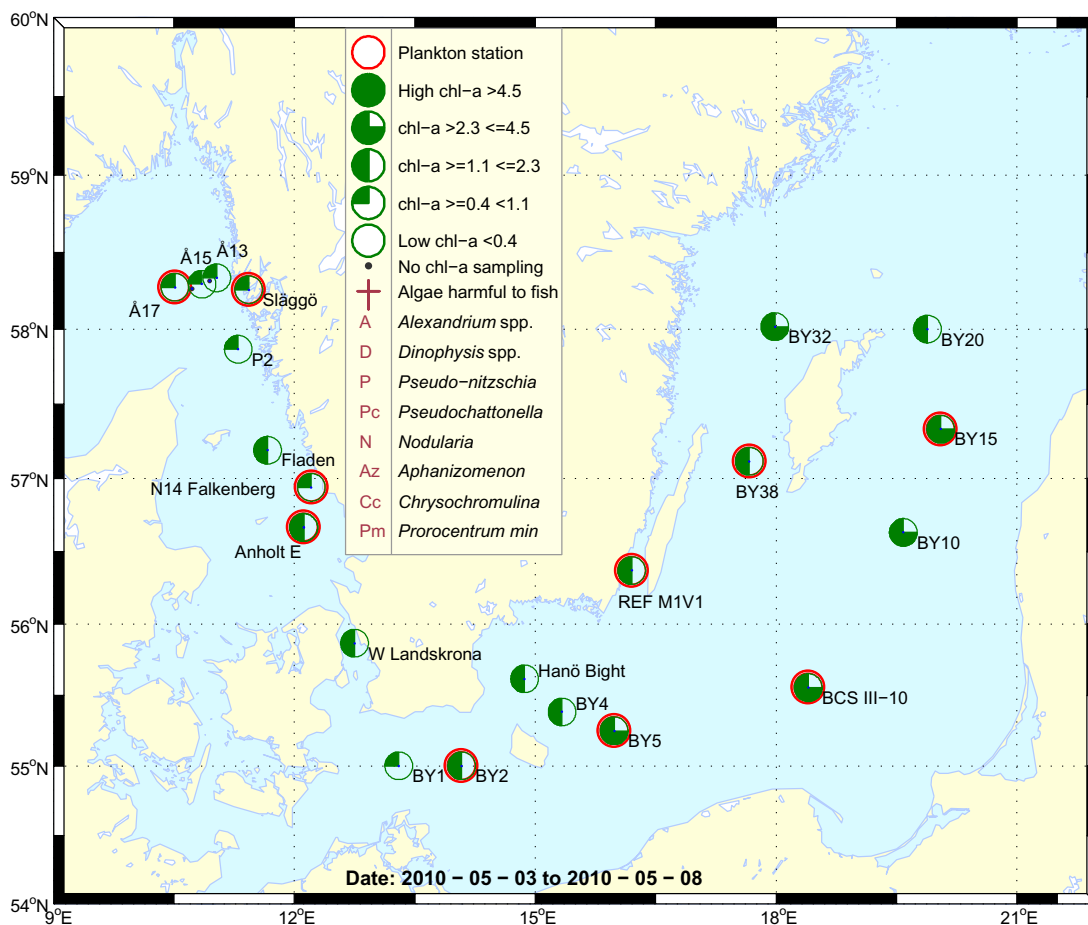 60°N
59°N
58°N
57°N
56°N
55°N
54°N
9°E
12°E
15°E
18°E
21°E
Plankton station
High chl−a >4.5
chl−a >2.3 <=4.5
chl−a >=1.1 <=2.3
chl−a >=0.4 <1.1
Low chl−a <0.4
No chl−a sampling
Algae harmful to fish
A Alexandrium spp.
D Dinophysis spp.
P Pseudo−nitzschia
Pc Pseudochattonella
N Nodularia
Az Aphanizomenon
Cc Chrysochromulina
Pm Prorocentrum min
Å13
Å15
Å17
Släggö
P2
Fladen
N14 Falkenberg
Anholt E
W Landskrona
Hanö Bight
BY4
BY5
BY1
BY2
BY32
BY20
BY15
BY38
BY10
REF M1V1
BCS III−10
Date: 2010 − 05 − 03 to 2010 − 05 − 08